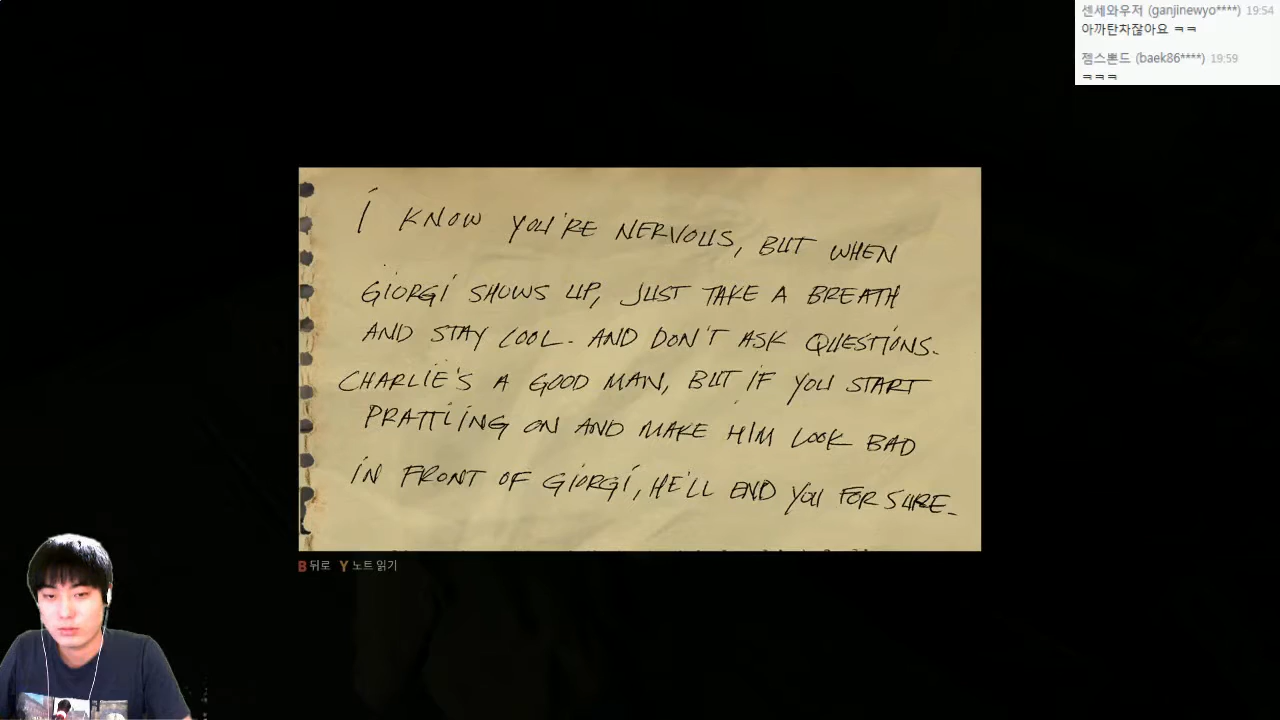 센세와우저 (ganjinewyo****) 19:54
아까탄차잖아요 ㅋㅋ
젬스뽄드 (baek86****) 19:59
ㅋㅋㅋ
I KNOW YOU'RE NERVOUS, BUT WHEN
GIORGI SHOWS UP, JUST TAKE A BREATH
AND STAY COOL. AND DON'T ASK QUESTIONS.
CHARLIE'S A GOOD MAN, BUT IF YOU START
PRATTLING ON AND MAKE HIM LOOK BAD
IN FRONT OF GIORGI, HE'LL END YOU FOR SURE.
B 뒤로 Y 노트 읽기